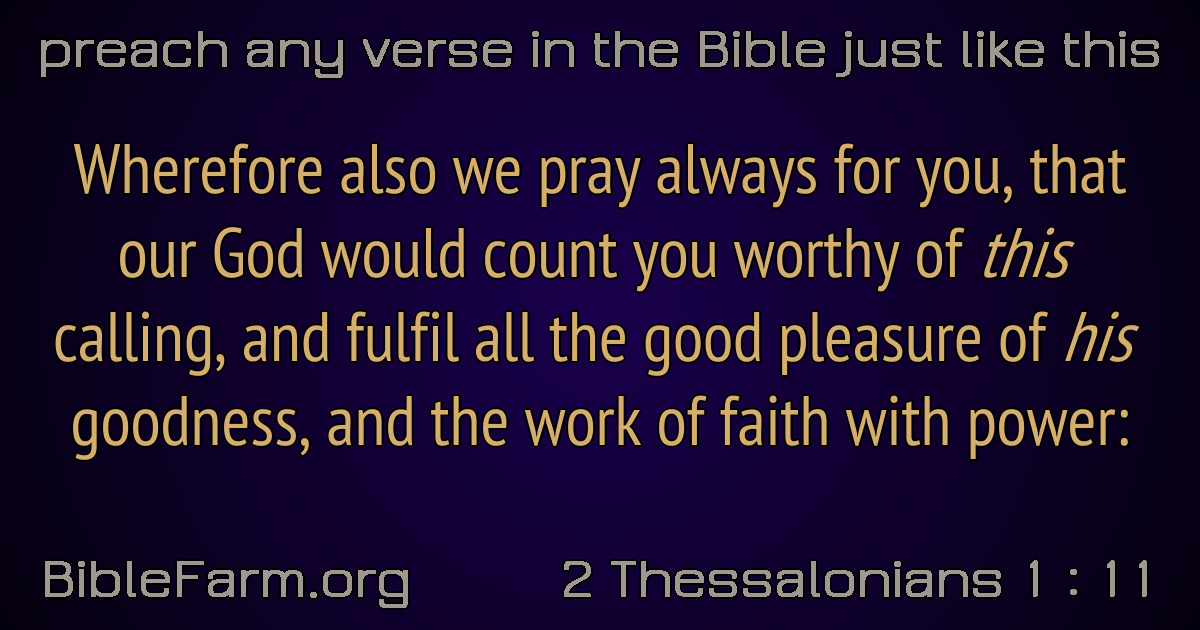 preach any verse in the Bible just like this
Wherefore also we pray always for you, that
our God would count you worthy of this
calling, and fulfil all the good pleasure of his
goodness, and the work of faith with power:
BibleFarm.org
2 Thessalonians 1 : 11